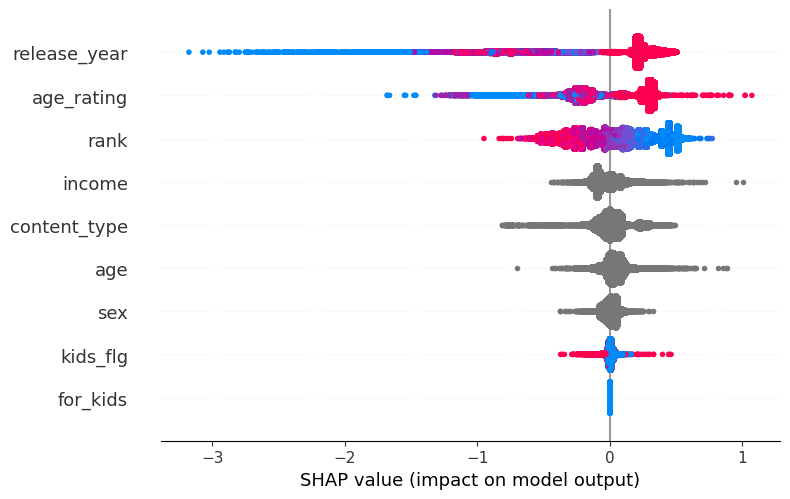 release_year
age_rating
rank
income
content_type
age
sex
kids_flg
for_kids
−3 −2 −1 0 1
SHAP value (impact on model output)